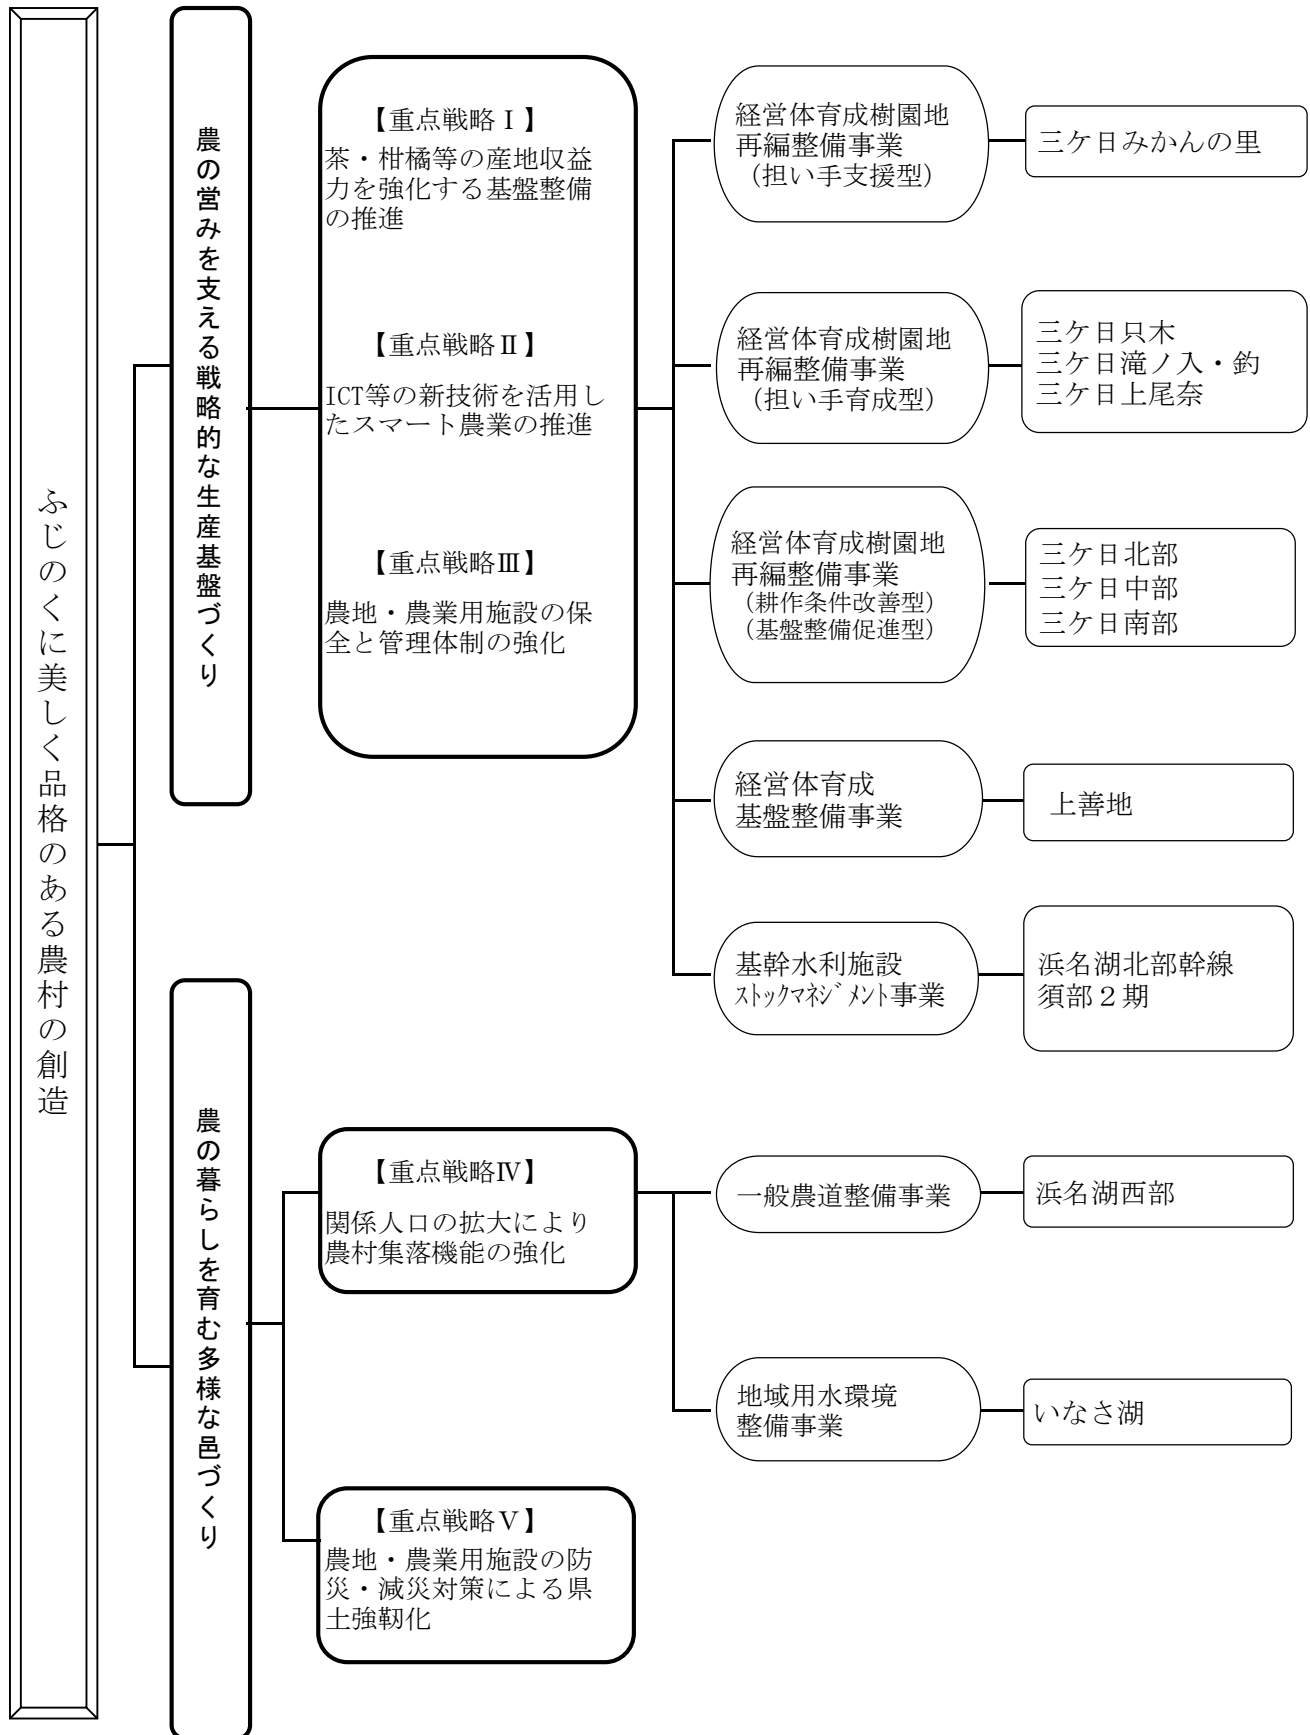 ふじのくに美しく品格のある農村の創造
農の営みを支える戦略的な生産基盤づくり
【重点戦略Ⅰ】
茶・柑橘等の産地収益
力を強化する基盤整備
の推進
【重点戦略Ⅱ】
ICT等の新技術を活用し
たスマート農業の推進
【重点戦略Ⅲ】
農地・農業用施設の保
全と管理体制の強化
経営体育成樹園地
再編整備事業
（担い手支援型）
三ケ日みかんの里
経営体育成樹園地
再編整備事業
（担い手育成型）
三ケ日只木
三ケ日滝ノ入・釣
三ケ日上尾奈
経営体育成樹園地
再編整備事業
（耕作条件改善型）
（基盤整備促進型）
三ケ日北部
三ケ日中部
三ケ日南部
経営体育成
基盤整備事業
上善地
基幹水利施設
ｽﾄｯｸﾏﾈｼﾞﾒﾝﾄ事業
浜名湖北部幹線
須部２期
農の暮らしを育む多様な邑づくり
【重点戦略Ⅳ】
関係人口の拡大により
農村集落機能の強化
一般農道整備事業
浜名湖西部
地域用水環境
整備事業
いなさ湖
【重点戦略Ⅴ】
農地・農業用施設の防
災・減災対策による県
土強靭化